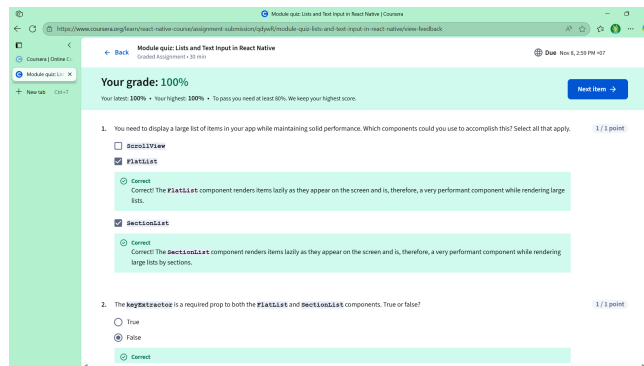 Module quiz: Lists and Text Input in React Native | Coursera
https://www.coursera.org/learn/react-native-course/assignment-submission/qdywR/module-quiz-lists-and-text-input-in-react-native/view-feedback
Coursera | Online Co
Module quiz: List
New tab Ctrl+T
Back
Module quiz: Lists and Text Input in React Native
Graded Assignment • 30 min
Due Nov 8, 2:59 PM +07
Your grade: 100%
Your latest: 100% • Your highest: 100% • To pass you need at least 80%. We keep your highest score.
Next item →
1. You need to display a large list of items in your app while maintaining solid performance. Which components could you use to accomplish this? Select all that apply.
1 / 1 point
ScrollView
FlatList
Correct
Correct! The FlatList component renders items lazily as they appear on the screen and is, therefore, a very performant component while rendering large
lists.
SectionList
Correct
Correct! The SectionList component renders items lazily as they appear on the screen and is, therefore, a very performant component while rendering
large lists by sections.
2. The keyExtractor is a required prop to both the FlatList and SectionList components. True or false?
1 / 1 point
True
False
Correct